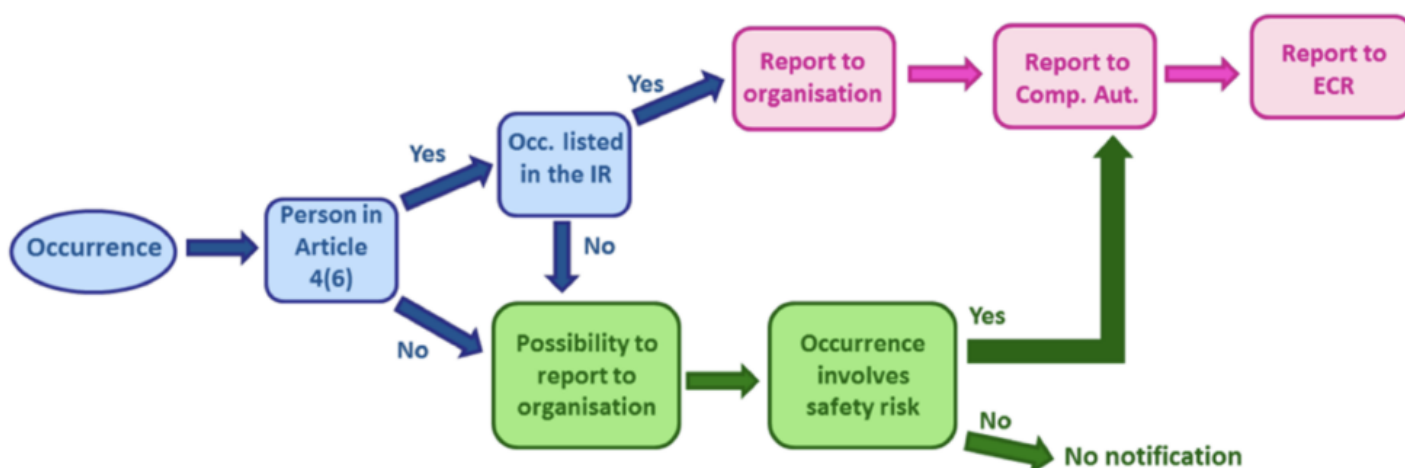 Occurrence
Person in
Article
4(6)
Yes
No
Occ. listed
in the IR
Yes
No
Report to
organisation
Report to
Comp. Aut.
Report to
ECR
Possibility to
report to
organisation
Occurrence
involves
safety risk
Yes
No
No notification